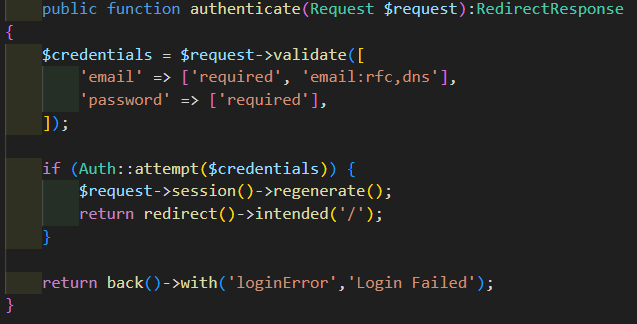 public function authenticate(Request $request):RedirectResponse
{
$credentials = $request->validate([
'email' => ['required', 'email:rfc,dns'],
'password' => ['required'],
]);
if (Auth::attempt($credentials)) {
$request->session()->regenerate();
return redirect()->intended('/');
}
return back()->with('loginError','Login Failed');
}